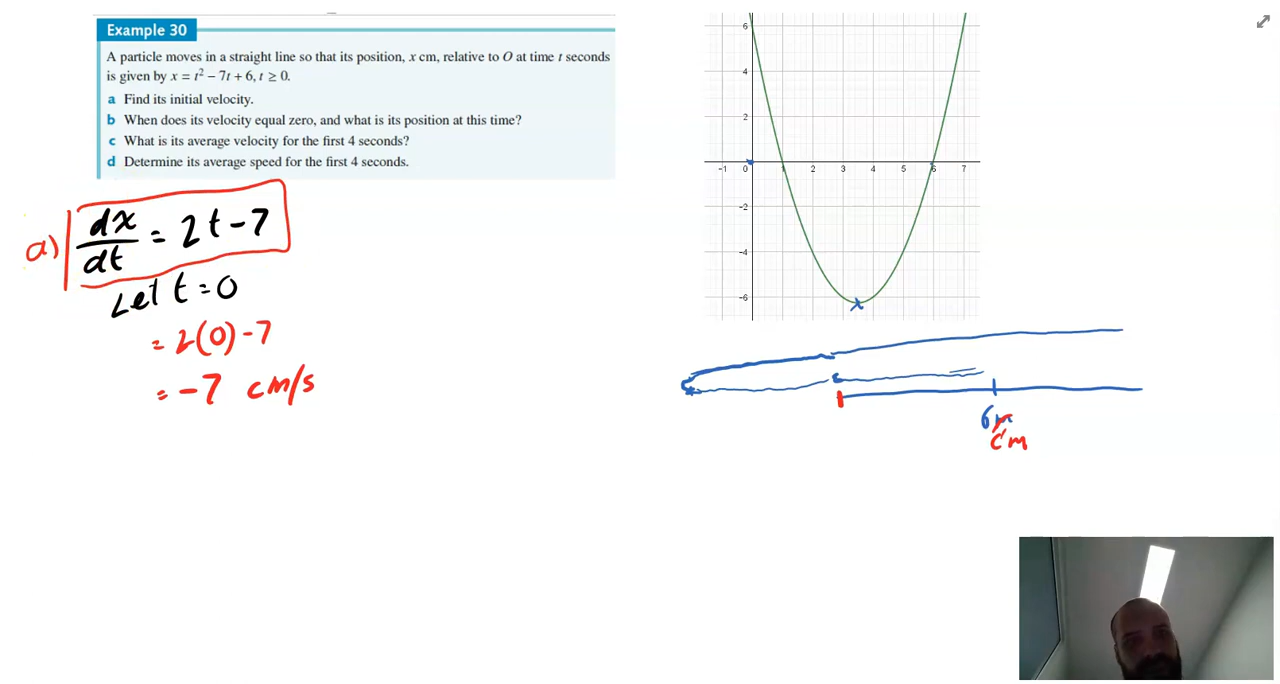 Example 30
A particle moves in a straight line so that its position, x cm, relative to O at time t seconds
is given by x = t² − 7t + 6, t ≥ 0.
a Find its initial velocity.
b When does its velocity equal zero, and what is its position at this time?
c What is its average velocity for the first 4 seconds?
d Determine its average speed for the first 4 seconds.
a) dx/dt = 2t − 7
Let t = 0
= 2(0) − 7
= −7 cm/s
6
4
2
−1 0 2 3 4 5 6 7
−2
−4
−6
6m
cm